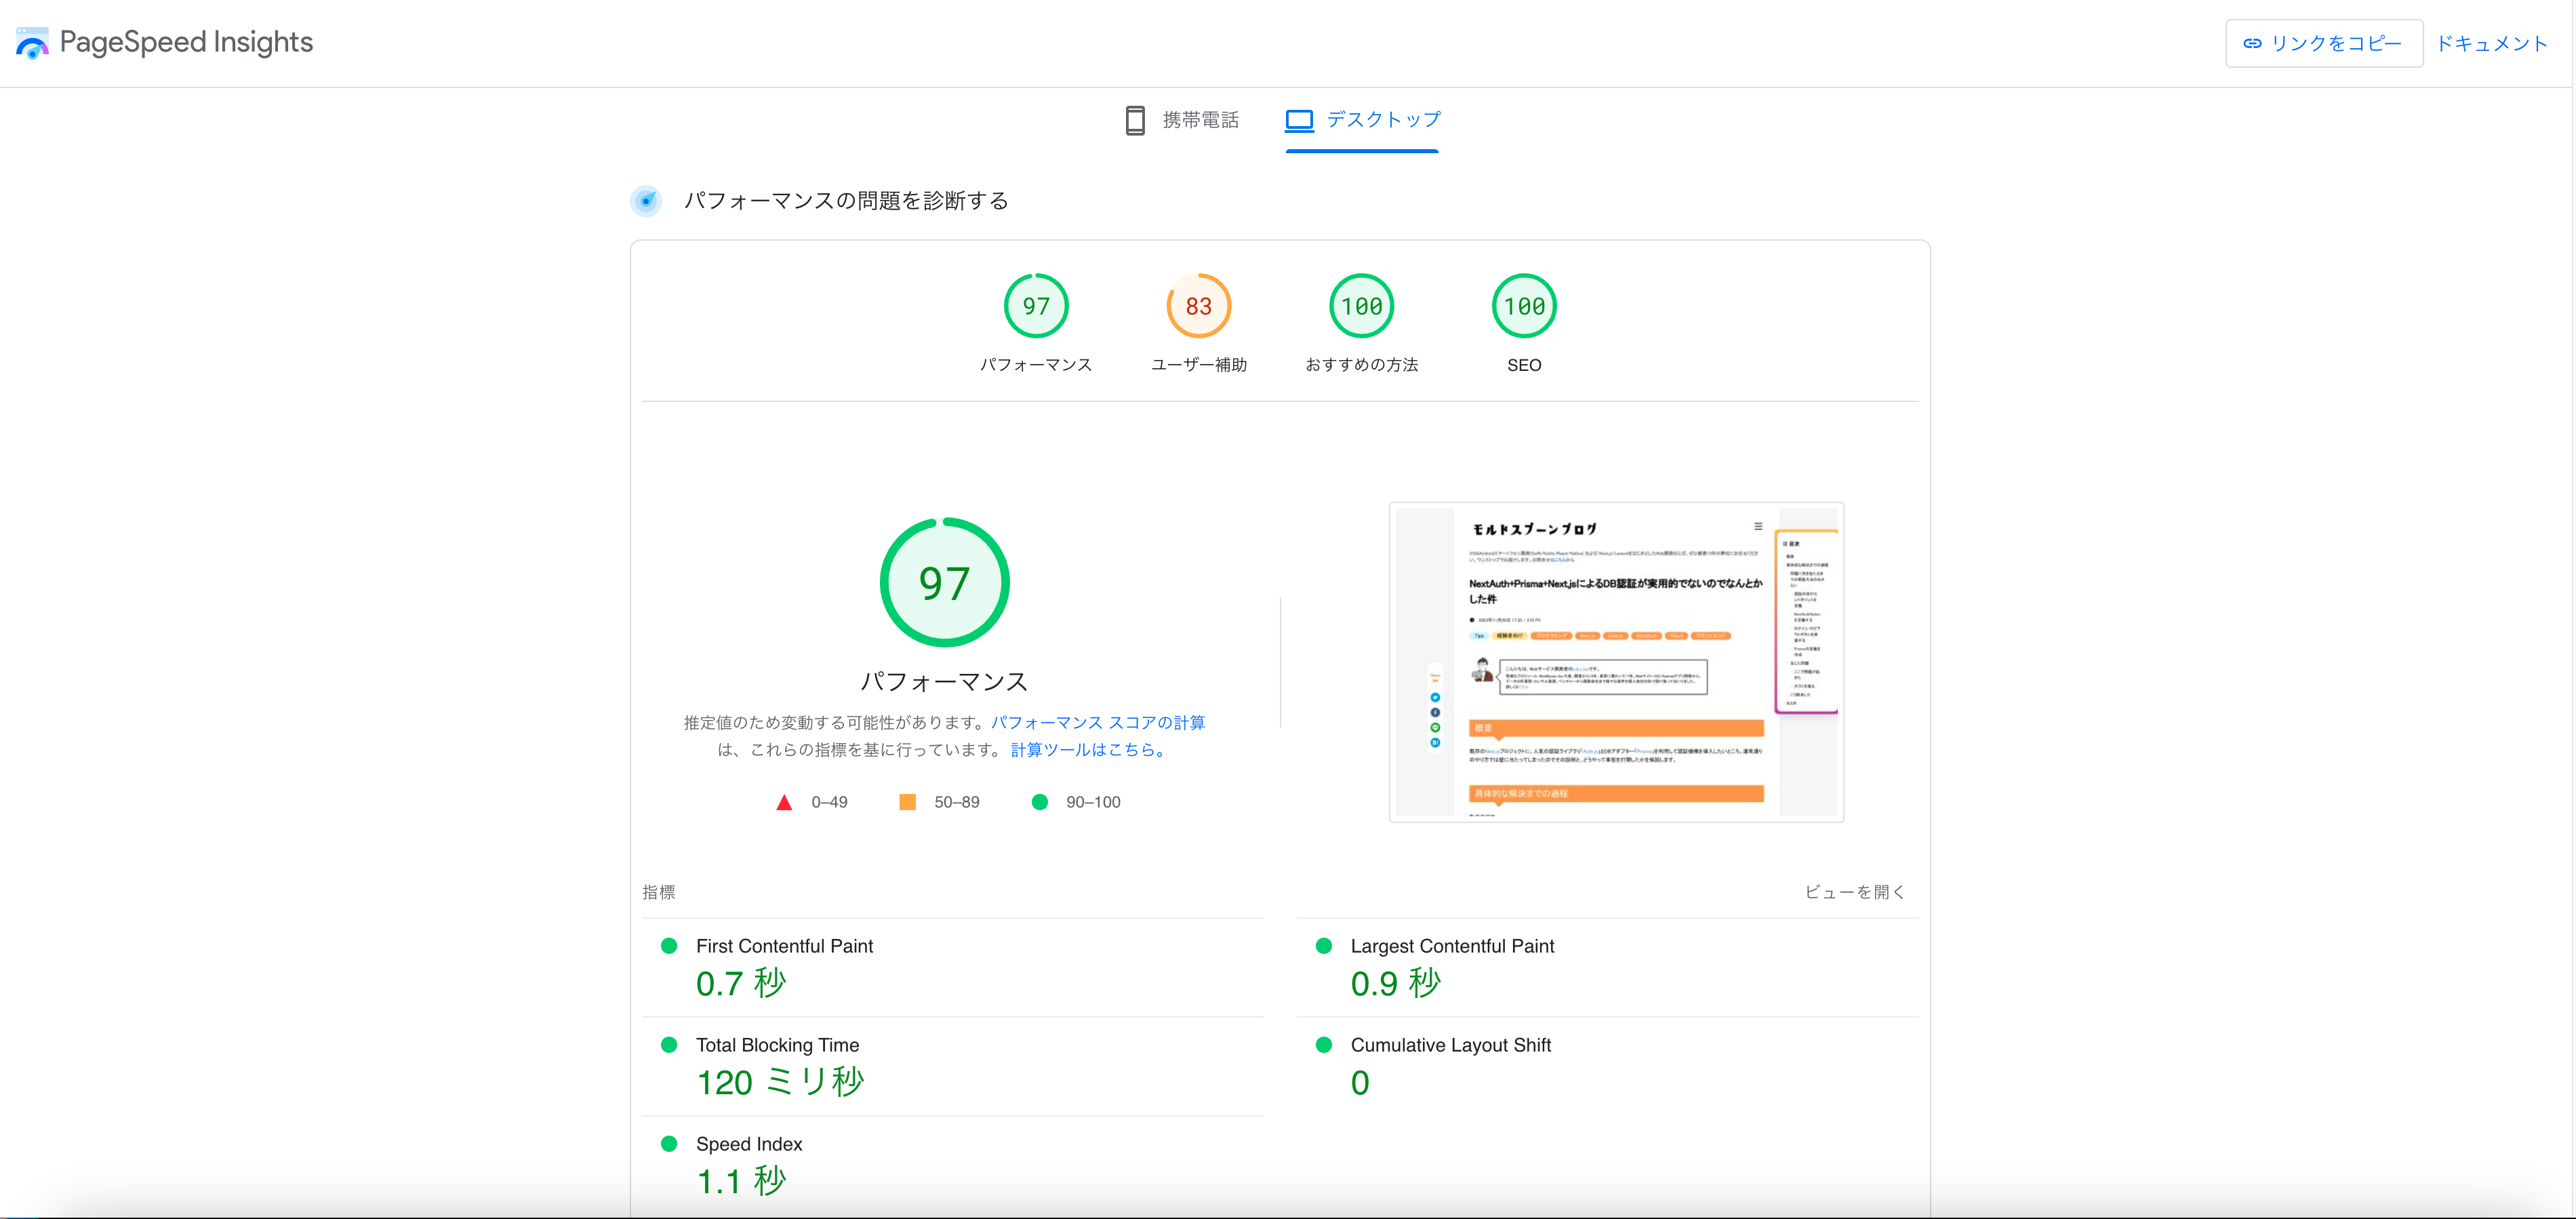 PageSpeed Insights
リンクをコピー
ドキュメント
携帯電話
デスクトップ
パフォーマンスの問題を診断する
97
83
100
100
パフォーマンス
ユーザー補助
おすすめの方法
SEO
97
パフォーマンス
推定値のため変動する可能性があります。パフォーマンス スコアの計算
は、これらの指標を基に行っています。 計算ツールはこちら。
0–49
50–89
90–100
モルドスプーンブログ
NextAuth+Prisma+Next.jsによるDB認証が実用的でないのでなんとか
した件
Tips
経験者向け
概要
具体的な解決までの過程
目次
指標
ビューを開く
First Contentful Paint
0.7 秒
Largest Contentful Paint
0.9 秒
Total Blocking Time
120 ミリ秒
Cumulative Layout Shift
0
Speed Index
1.1 秒